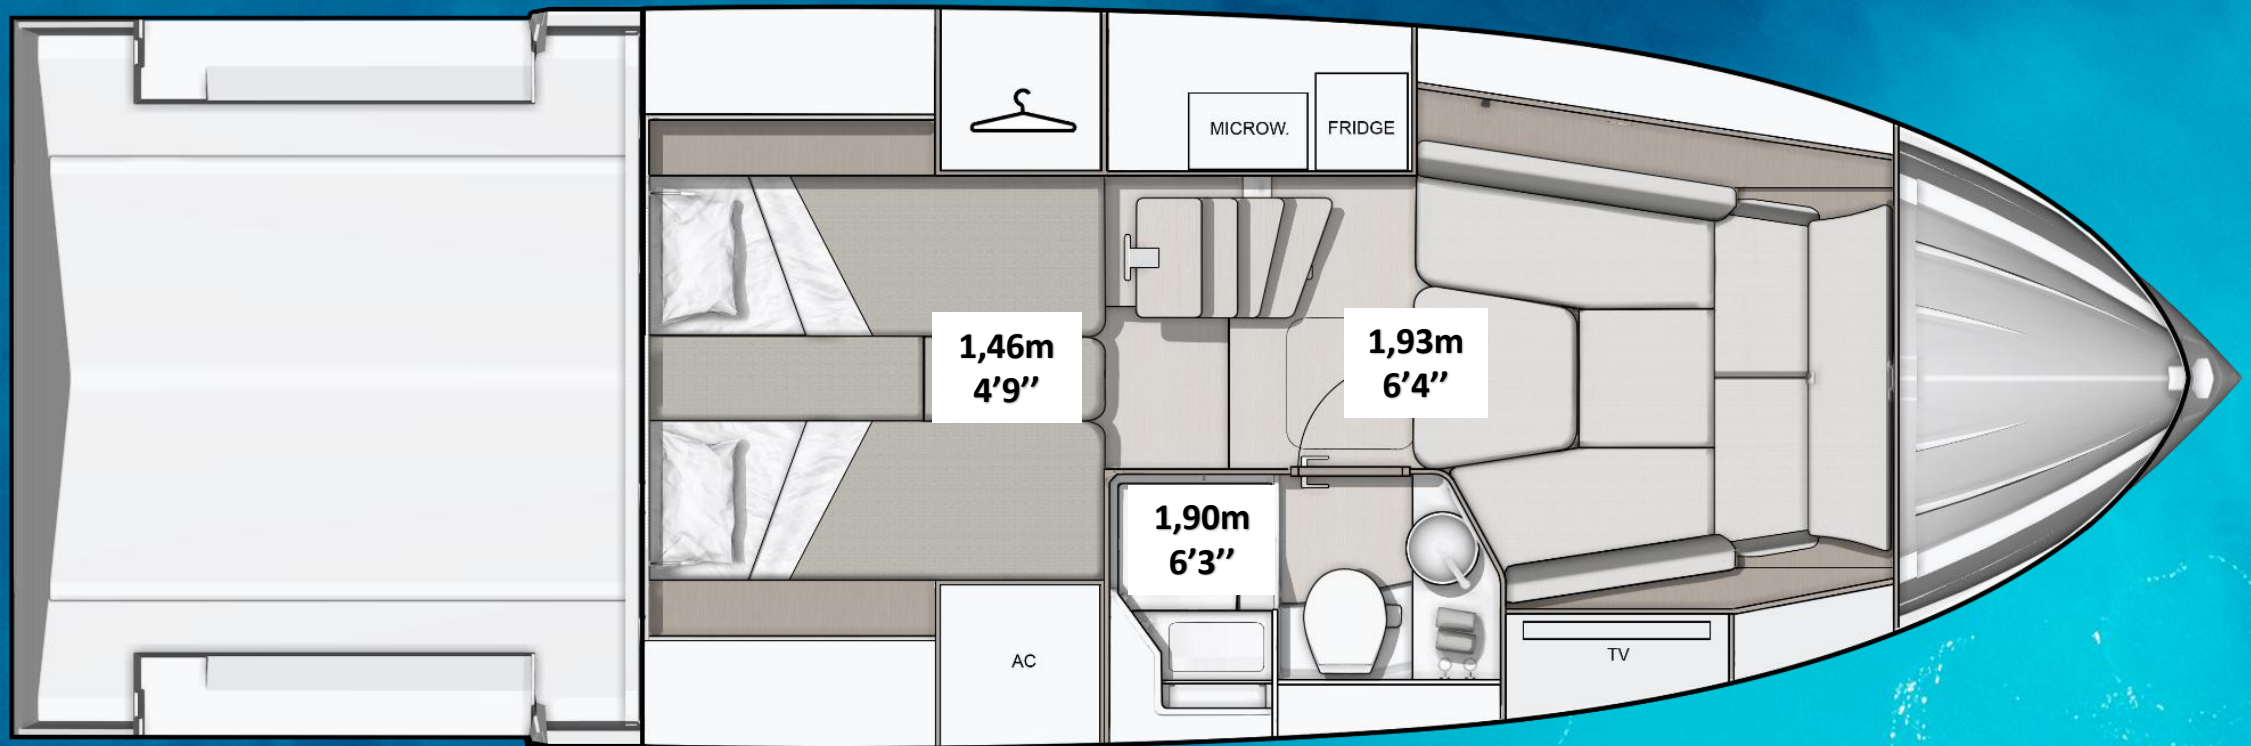 MICROW.
FRIDGE
1,46m
4’9’’
1,93m
6’4’’
1,90m
6’3’’
AC
TV